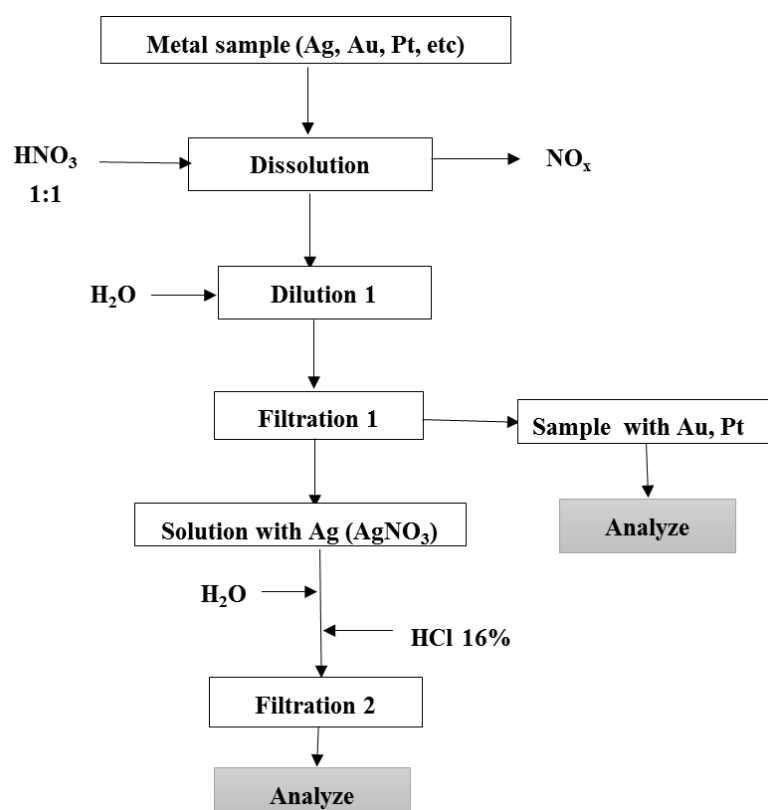 Metal sample (Ag, Au, Pt, etc)
HNO₃
1:1
Dissolution
NOₓ
H₂O
Dilution 1
Filtration 1
Sample with Au, Pt
Analyze
Solution with Ag (AgNO₃)
H₂O
HCl 16%
Filtration 2
Analyze